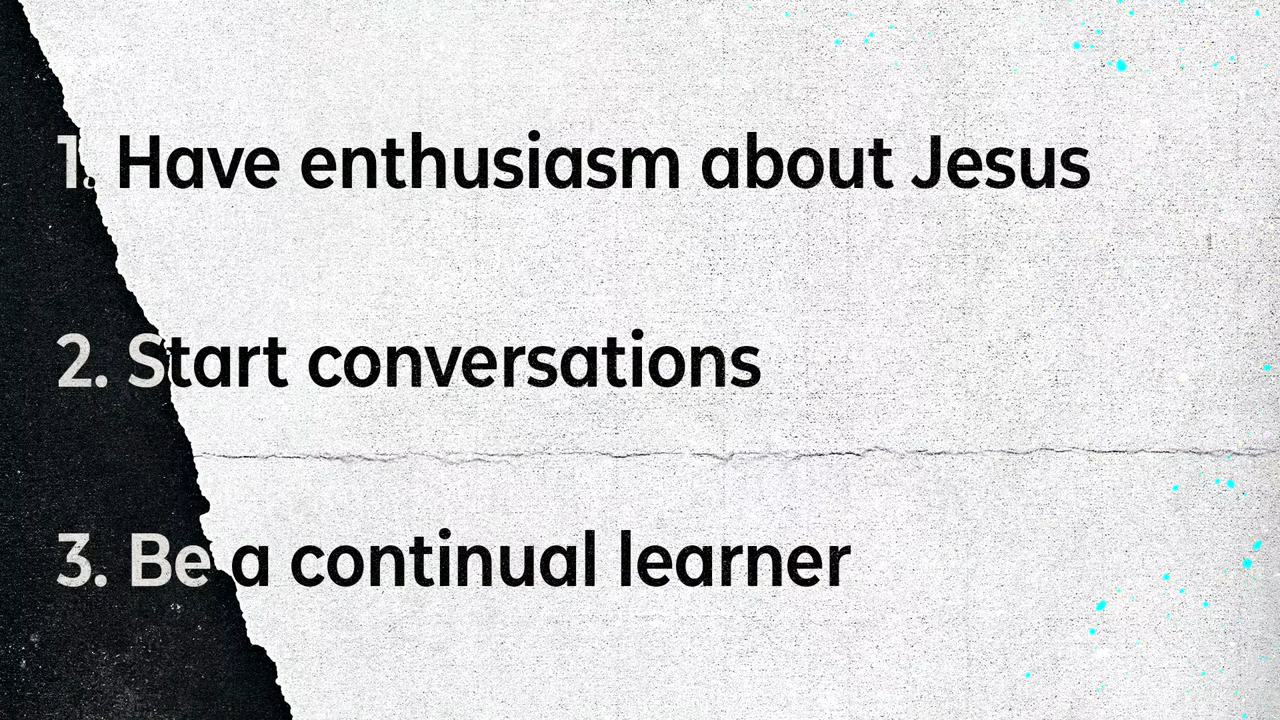 1. Have enthusiasm about Jesus
2. Start conversations
3. Be a continual learner